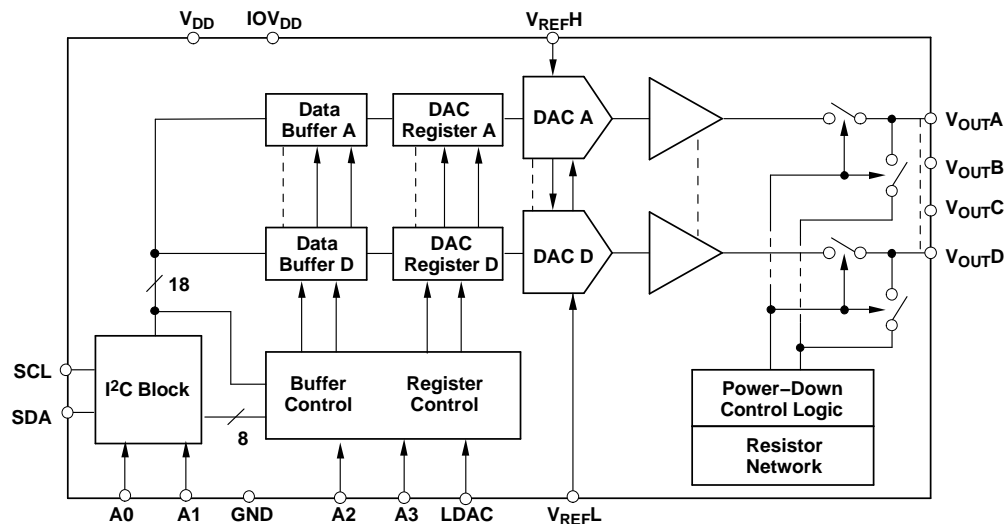 VDD IOVDD VREFH
Data Buffer A
DAC Register A
DAC A
VOUTA
VOUTB
VOUTC
Data Buffer D
DAC Register D
DAC D
VOUTD
18
SCL
SDA
I2C Block
8
Buffer Control
Register Control
Power–Down Control Logic
Resistor Network
A0 A1 GND A2 A3 LDAC VREFL